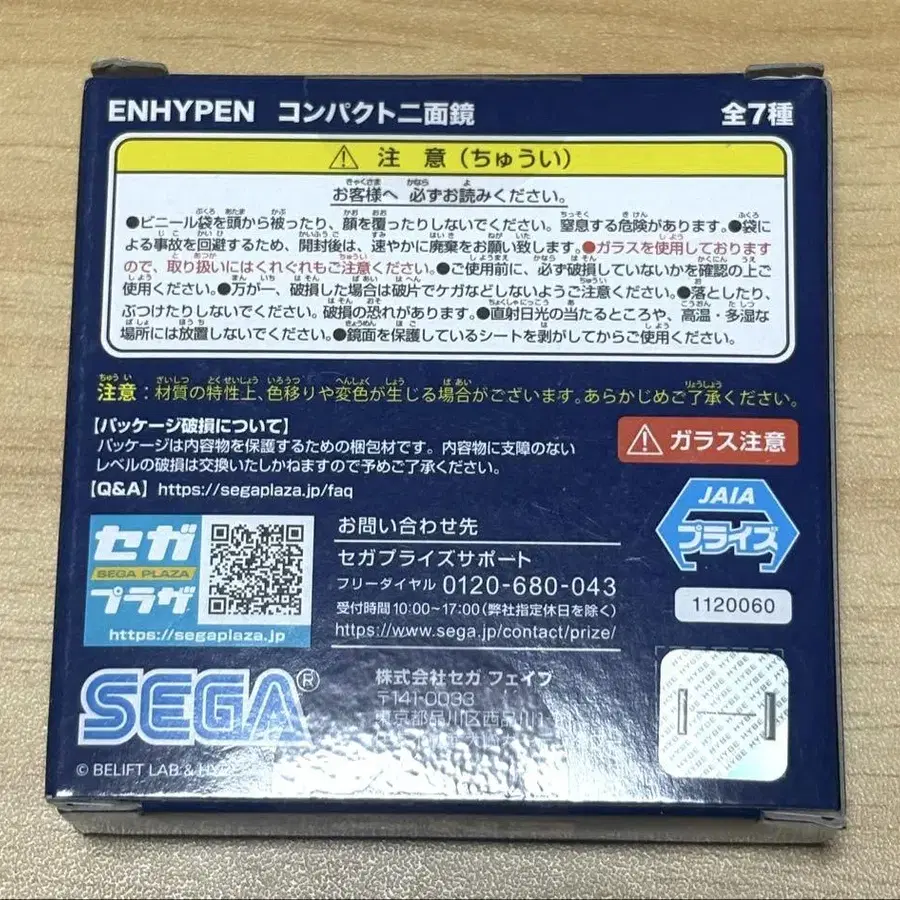 ENHYPEN コンパクト二面鏡 全7種
⚠ 注 意(ちゅうい)
お客様へ 必ずお読みください。
●ビニール袋を頭から被ったり、顔を覆ったりしないでください。窒息する危険があります。●袋に
よる事故を回避するため、開封後は、速やかに廃棄をお願い致します。●ガラスを使用しております
ので、取り扱いにはくれぐれもご注意ください。●ご使用前に、必ず破損していないかを確認の上ご
使用ください。●万が一、破損した場合は破片でケガなどしないようご注意ください。●落としたり、
ぶつけたりしないでください。破損の恐れがあります。●直射日光の当たるところや、高温・多湿な
場所には放置しないでください。●鏡面を保護しているシートを剥がしてからご使用ください。
注意:材質の特性上、色移りや変色が生じる場合がございます。あらかじめご了承ください。
【パッケージ破損について】
パッケージは内容物を保護するための梱包材です。内容物に支障のない
レベルの破損は交換いたしかねますので予めご了承ください。
⚠ ガラス注意
【Q&A】https://segaplaza.jp/faq
セガ
SEGA PLAZA
プラザ
https://segaplaza.jp
お問い合わせ先
セガプライズサポート
フリーダイヤル 0120-680-043
受付時間 10:00〜17:00(弊社指定休日を除く)
https://www.sega.jp/contact/prize/
JAIA
プライズ
1120060
SEGA®
株式会社セガ フェイブ
〒141-0033
東京都品川区西品川1
© BELIFT LAB & HYBE
HYBE HYBE HYBE